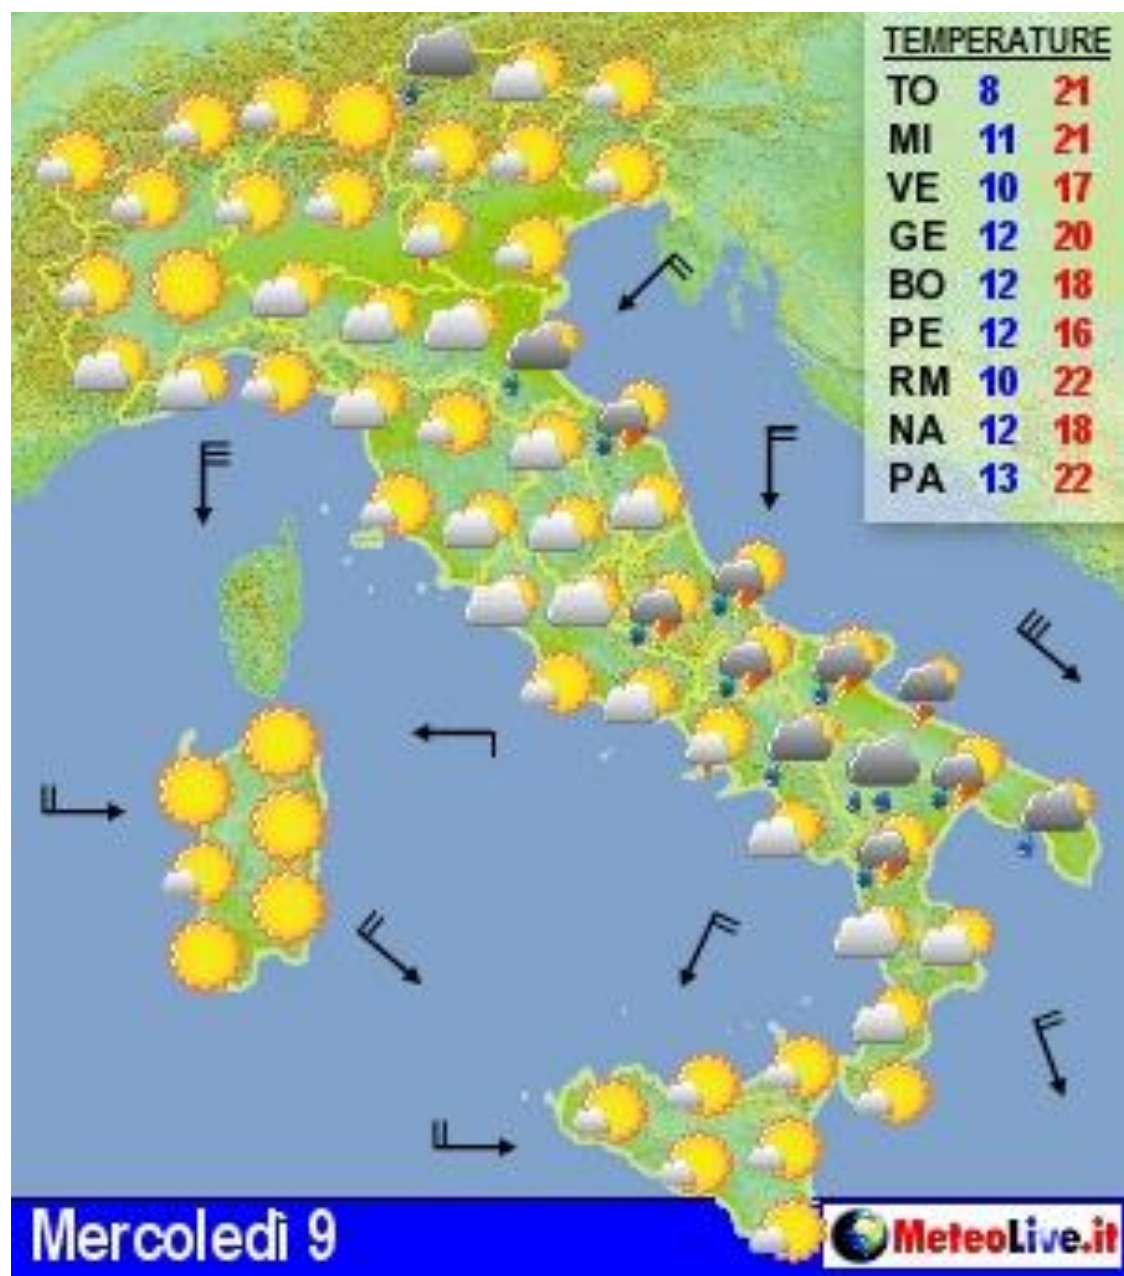 TEMPERATURE
TO 8 21
MI 11 21
VE 10 17
GE 12 20
BO 12 18
PE 12 16
RM 10 22
NA 12 18
PA 13 22
Mercoledì 9
MeteoLive.it